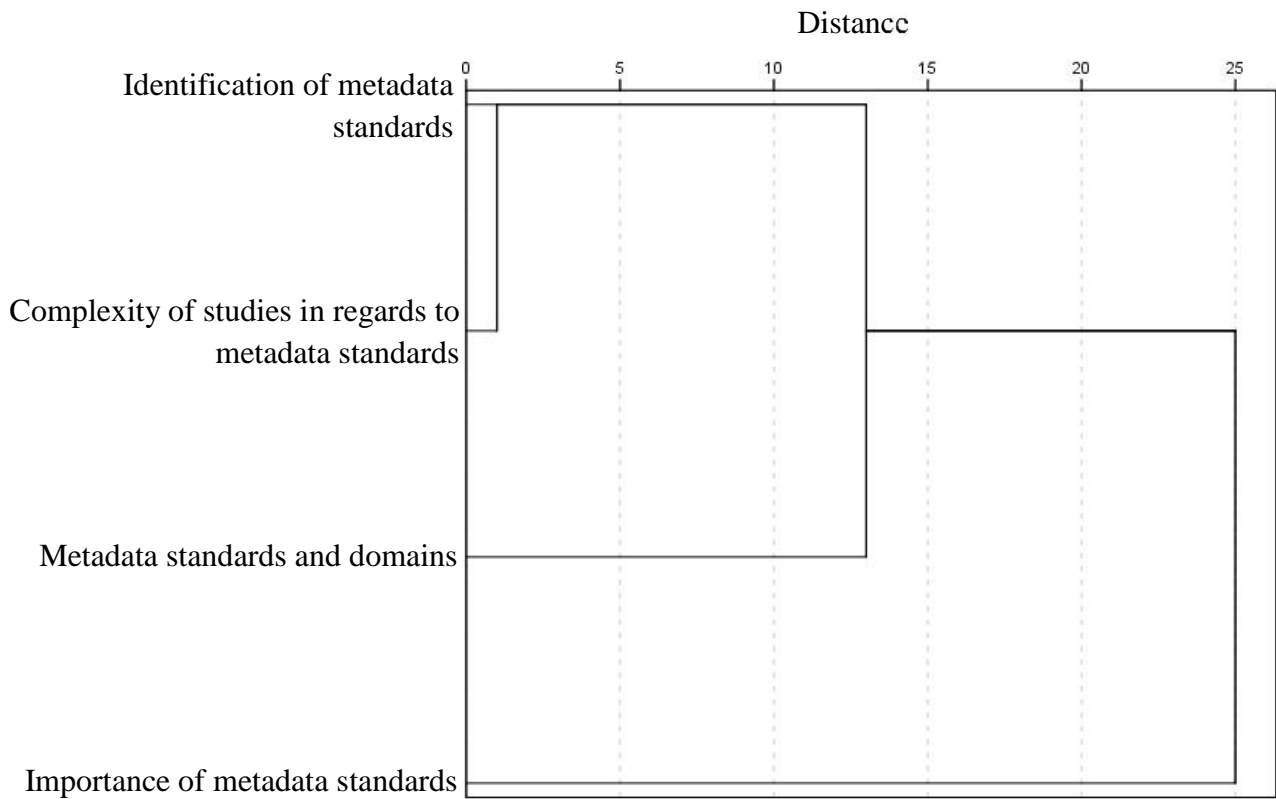 Distance
0 5 10 15 20 25
Identification of metadata
standards
Complexity of studies in regards to
metadata standards
Metadata standards and domains
Importance of metadata standards